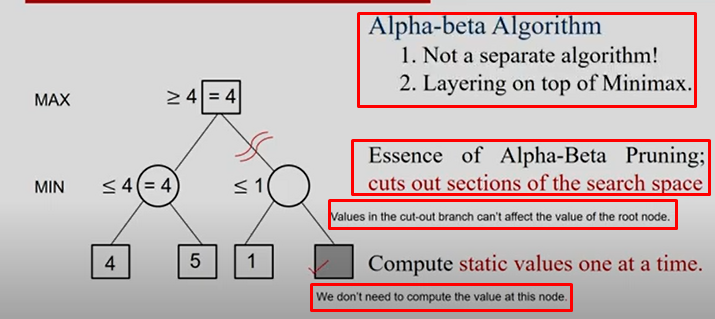 Alpha-beta Algorithm
1. Not a separate algorithm!
2. Layering on top of Minimax.
MAX
≥ 4 = 4
Essence of Alpha-Beta Pruning;
cuts out sections of the search space
MIN
≤ 4 = 4
≤ 1
Values in the cut-out branch can't affect the value of the root node.
4
5
1
Compute static values one at a time.
We don't need to compute the value at this node.